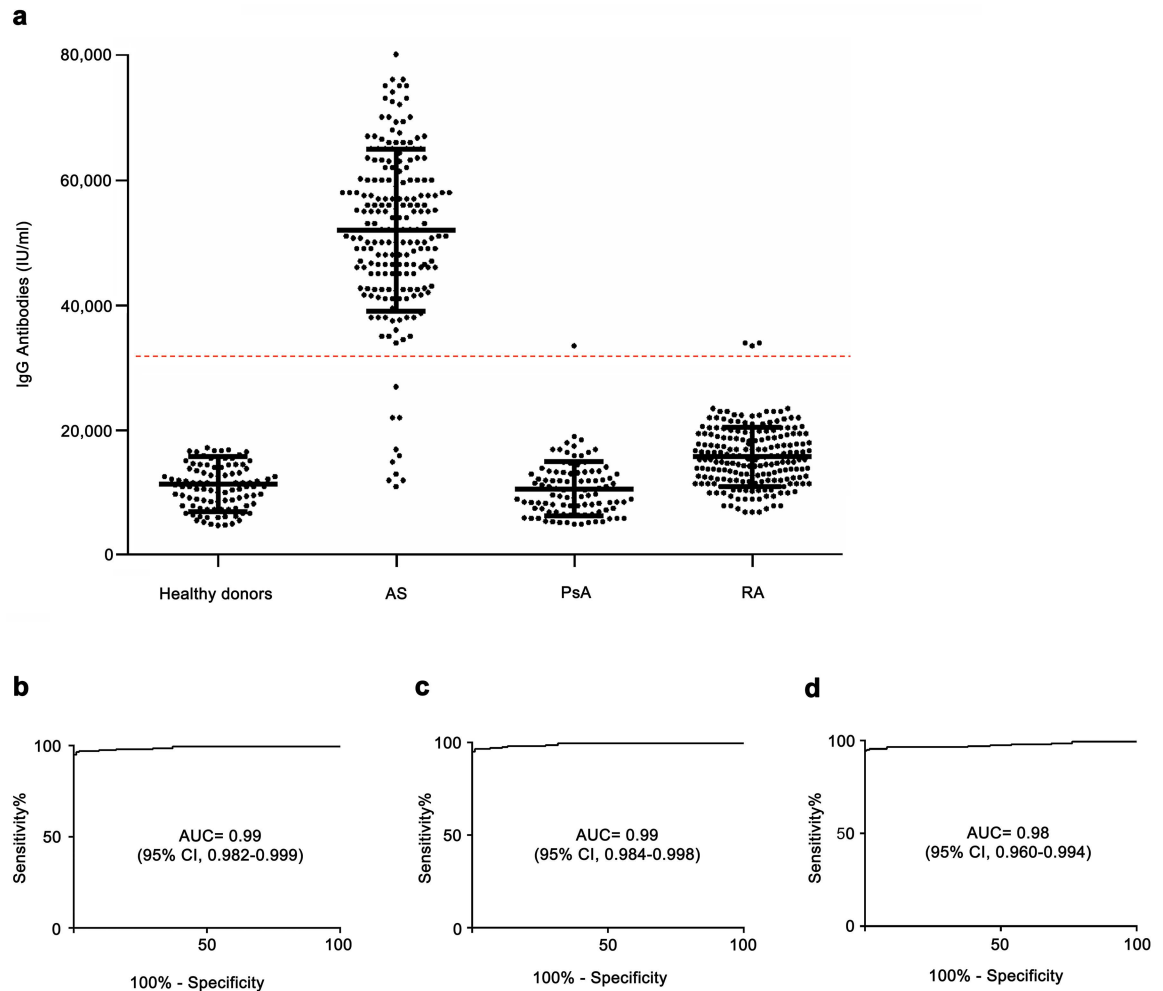 a
80,000
60,000
40,000
20,000
0
IgG Antibodies (IU/ml)
Healthy donors AS PsA RA
b
100
50
0
Sensitivity%
AUC= 0.99
(95% CI, 0.982-0.999)
50 100
100% - Specificity
c
100
50
0
Sensitivity%
AUC= 0.99
(95% CI, 0.984-0.998)
50 100
100% - Specificity
d
100
50
0
Sensitivity%
AUC= 0.98
(95% CI, 0.960-0.994)
50 100
100% - Specificity